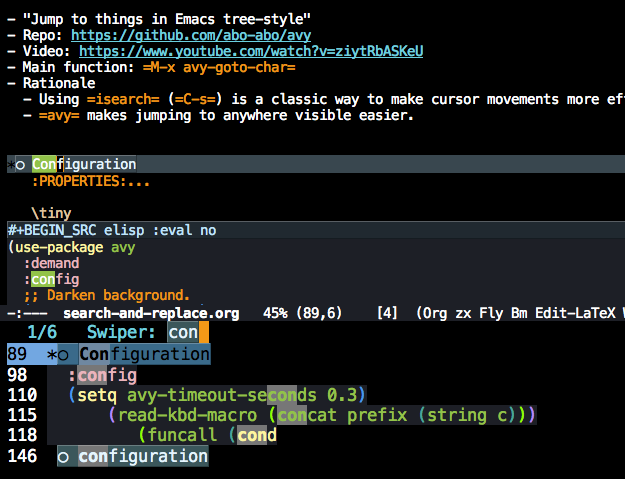 - "Jump to things in Emacs tree-style"
- Repo: https://github.com/abo-abo/avy
- Video: https://www.youtube.com/watch?v=ziytRbASKeU
- Main function: =M-x avy-goto-char=
- Rationale
- Using =isearch= (=C-s=) is a classic way to make cursor movements more ef
- =avy= makes jumping to anywhere visible easier.
*○ Configuration
:PROPERTIES:...
\tiny
#+BEGIN_SRC elisp :eval no
(use-package avy
:demand
:config
;; Darken background.
-:--- search-and-replace.org 45% (89,6) [4] (Org zx Fly Bm Edit-LaTeX
1/6 Swiper: con
89 *○ Configuration
98 :config
110 (setq avy-timeout-seconds 0.3)
115 (read-kbd-macro (concat prefix (string c)))
118 (funcall (cond
146 ○ configuration